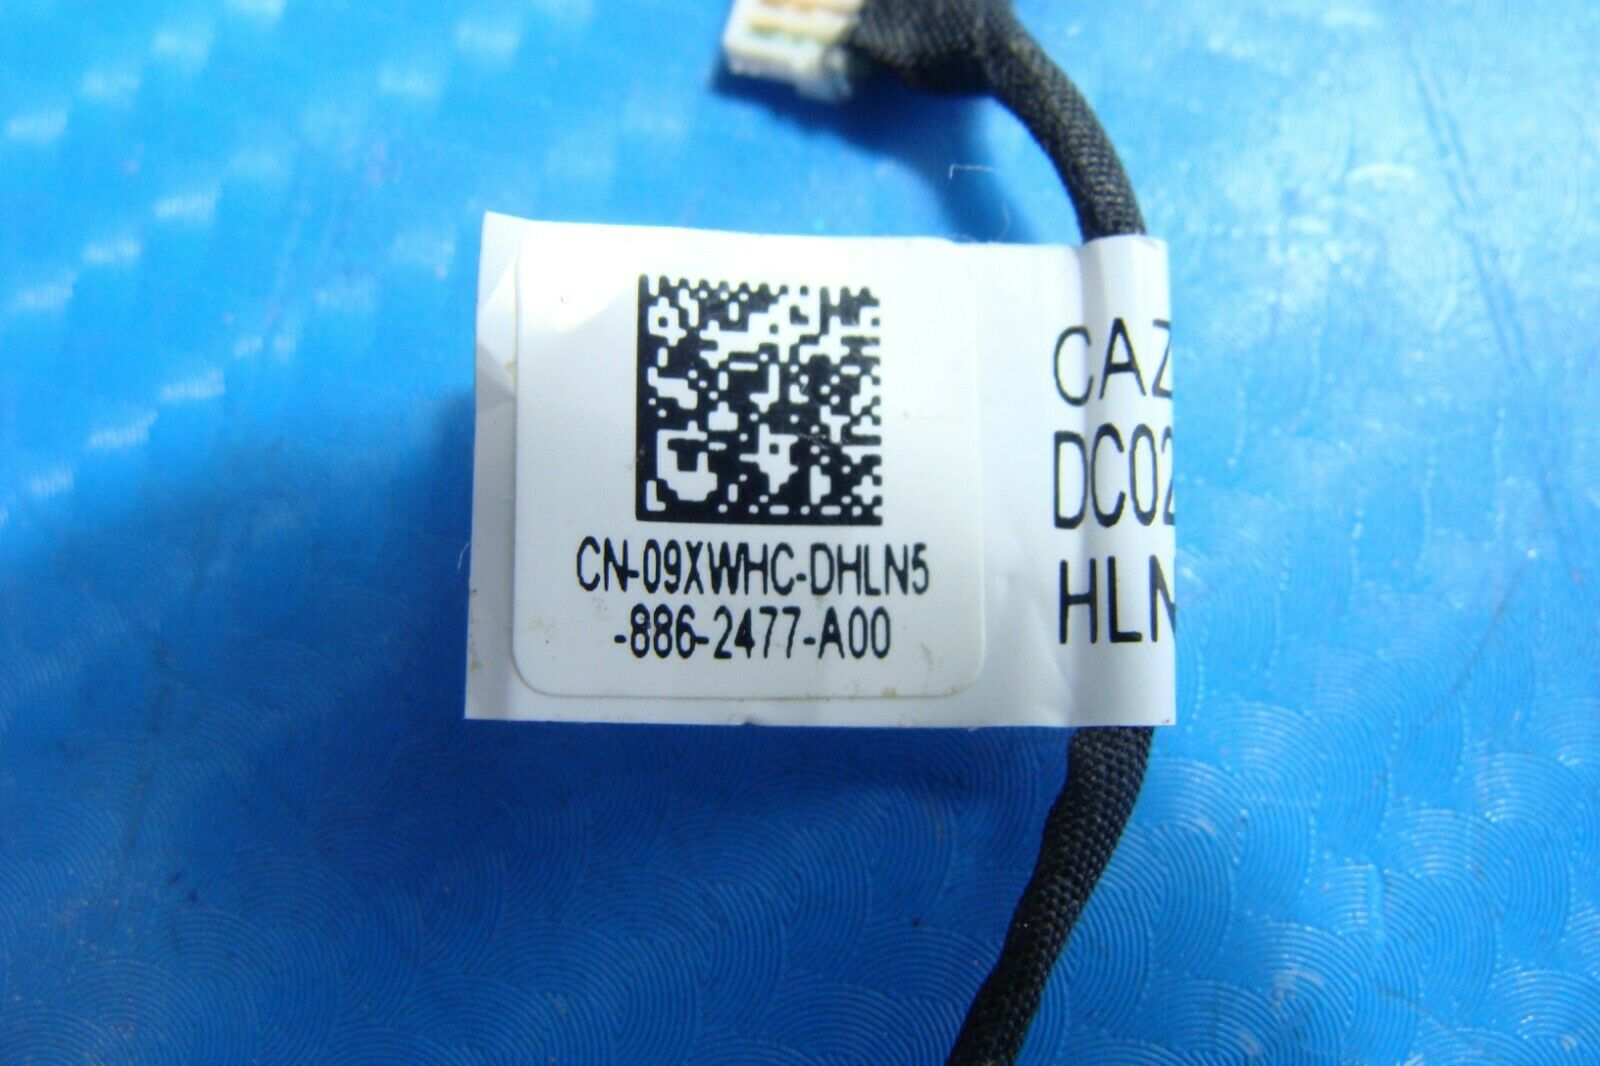 CN-09XWHC-DHLN5
-886-2477-A00
CAZ
DC02
HLN